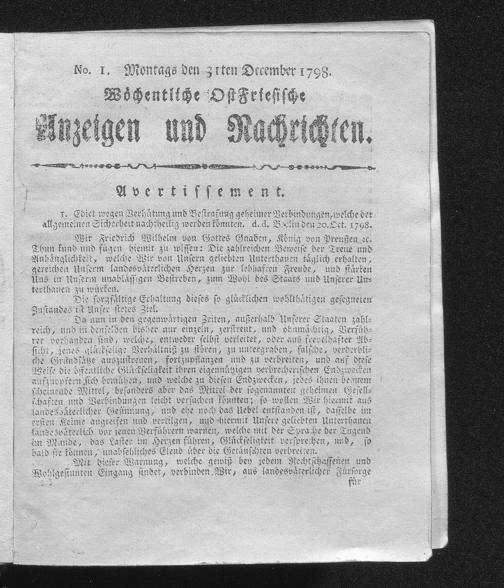 No. 1. Montags den 31ten December 1798.
Wöchentliche OstFriesische
Anzeigen und Nachrichten.
Avertissement.
1. Edict wegen Verhütung und Bestrafung geheimer Verbindungen, welche der
allgemeinen Sicherheit nachtheilig werden könnten. d. d. Berlin den 20. Oct. 1798.
Wir Friedrich Wilhelm von Gottes Gnaden, König von Preußen ꝛc.
Thun kund und fügen hiemit zu wissen: Die zahlreichen Beweise der Treue und
Anhänglichkeit, welche Wir von Unsern geliebten Unterthanen täglich erhalten,
gereichen Unserm landesväterlichen Herzen zur lebhaften Freude, und stärken
Uns in Unserm unablässigen Bestreben, zum Wohl des Staats und Unserer Un-
terthanen zu würken.
Die sorgfältige Erhaltung dieses so glücklichen wohlthätigen gesegneten
Zustandes ist Unser stetes Ziel.
Da nun in den gegenwärtigen Zeiten, außerhalb Unserer Staaten zahl-
reich, und in denselben bisher nur einzeln, zerstreut, und ohnmächtig, Verfüh-
rer vorhanden sind, welche, entweder selbst verleitet, oder aus frevelhafter Ab-
sicht, jenes glückselige Verhältniß zu stören, zu untergraben, falsche, verderbli-
che Grundsätze auszustreuen, fortzupflanzen und zu verbreiten, und auf diese
Weise die öffentliche Glückseligkeit ihren eigennützigen verbrecherischen Endzwecken
aufzuopfern sich bemühen, und welche zu diesen Endzwecken, jedes ihnen bequem
scheinende Mittel, besonders aber das Mittel der sogenannten geheimen Gesell-
schaften und Verbindungen leicht versuchen könnten; so wollen Wir hiermit aus
landesväterlicher Gesinnung, und ehe noch das Uebel entstanden ist, dasselbe im
ersten Keime angreifen und vertilgen, und hiermit Unsere geliebten Unterthanen
landesväterlich vor jenen Verführern warnen, welche mit der Sprache der Tugend
im Munde, das Laster im Herzen führen, Glückseligkeit versprechen, und, so
bald sie können, unabsehliches Elend über die Getäuschten verbreiten.
Mit dieser Warnung, welche gewiß bey jedem Rechtschaffenen und
Wohlgesinnten Eingang findet, verbinden Wir, aus landesväterlicher Fürsorge
für